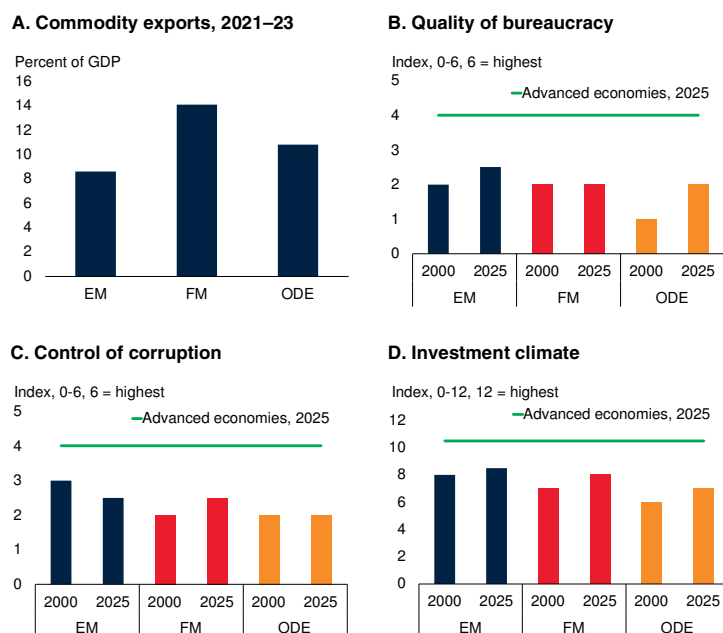 A. Commodity exports, 2021–23
Percent of GDP
16
14
12
10
8
6
4
2
0
EM FM ODE
B. Quality of bureaucracy
Index, 0-6, 6 = highest
5
Advanced economies, 2025
4
3
2
1
0
2000 2025 2000 2025 2000 2025
EM FM ODE
C. Control of corruption
Index, 0-6, 6 = highest
5
Advanced economies, 2025
4
3
2
1
0
2000 2025 2000 2025 2000 2025
EM FM ODE
D. Investment climate
Index, 0-12, 12 = highest
12
Advanced economies, 2025
10
8
6
4
2
0
2000 2025 2000 2025 2000 2025
EM FM ODE